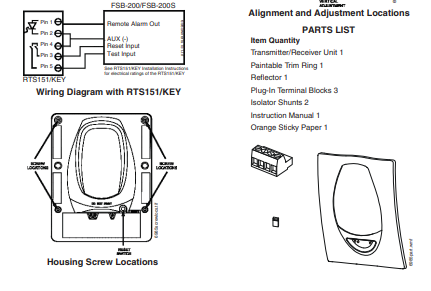 FSB-200/FSB-200S
Pin 1
Pin 2
Pin 4
Pin 3
Pin 5
Remote Alarm Out
AUX (-)
Reset Input
Test Input
RTS151/KEY
See RTS151/KEY Installation Instructions
for electrical ratings of the RTS151/KEY
Wiring Diagram with RTS151/KEY
SCREW
LOCATIONS
SCREW
LOCATIONS
DO NOT PAINT
RESET
SWITCH
Housing Screw Locations
VERTICAL
ADJUSTMENT
Alignment and Adjustment Locations
PARTS LIST
Item Quantity
Transmitter/Receiver Unit 1
Paintable Trim Ring 1
Reflector 1
Plug-In Terminal Blocks 3
Isolator Shunts 2
Instruction Manual 1
Orange Sticky Paper 1